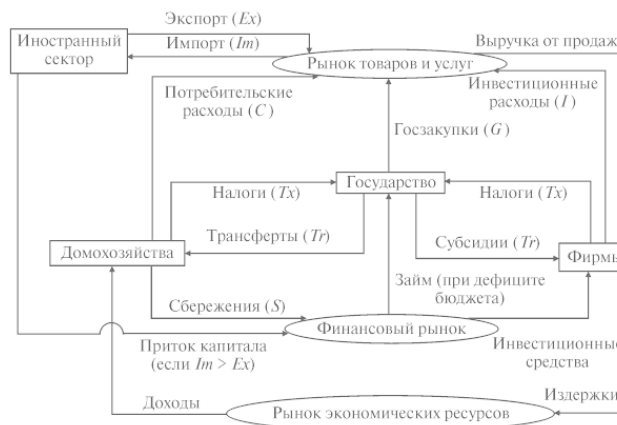 Экспорт (Ex)
Иностранный
сектор
Импорт (Im)
Выручка от продаж
Рынок товаров и услуг
Потребительские
расходы (C)
Инвестиционные
расходы (I)
Госзакупки (G)
Государство
Налоги (Tx)
Налоги (Tx)
Трансферты (Tr)
Субсидии (Tr)
Домохозяйства
Фирмы
Займ (при дефиците
бюджета)
Сбережения (S)
Финансовый рынок
Приток капитала
(если Im > Ex)
Инвестиционные
средства
Доходы
Издержки
Рынок экономических ресурсов